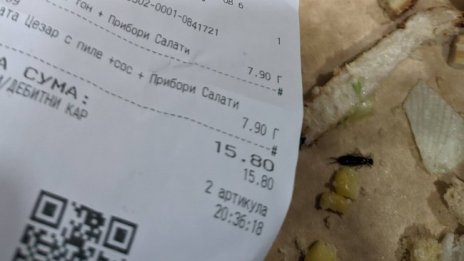 502-0001-0841721
1
тон + Прибори Салати
7.90 Г
#
ата Цезар с пиле +сос + Прибори Салати
7.90 Г
#
А СУМА:
15.80
/ДЕБИТНИ КАР
15.80
2 артикула
20:36:18